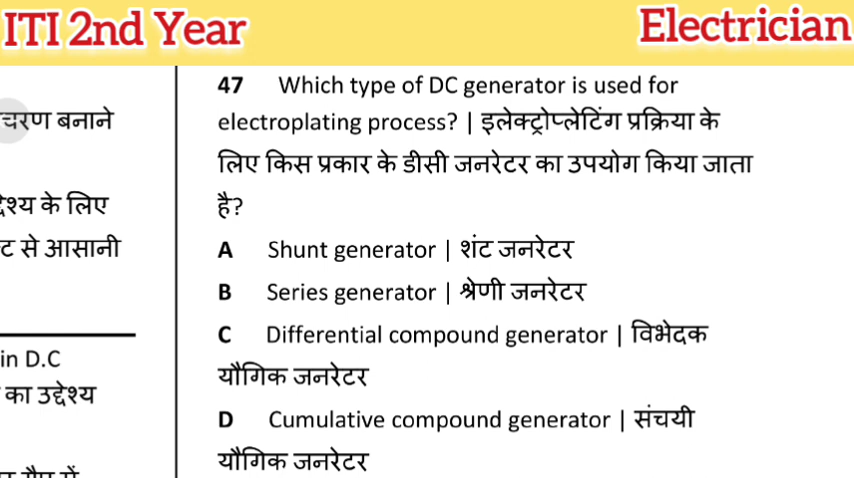 ITI 2nd Year
Electrician
चरण बनाने
के लिए
से आसानी
in D.C
का उद्देश्य
47 Which type of DC generator is used for
electroplating process? | इलेक्ट्रोप्लेटिंग प्रक्रिया के
लिए किस प्रकार के डीसी जनरेटर का उपयोग किया जाता
है?
A Shunt generator | शंट जनरेटर
B Series generator | श्रेणी जनरेटर
C Differential compound generator | विभेदक
यौगिक जनरेटर
D Cumulative compound generator | संचयी
यौगिक जनरेटर